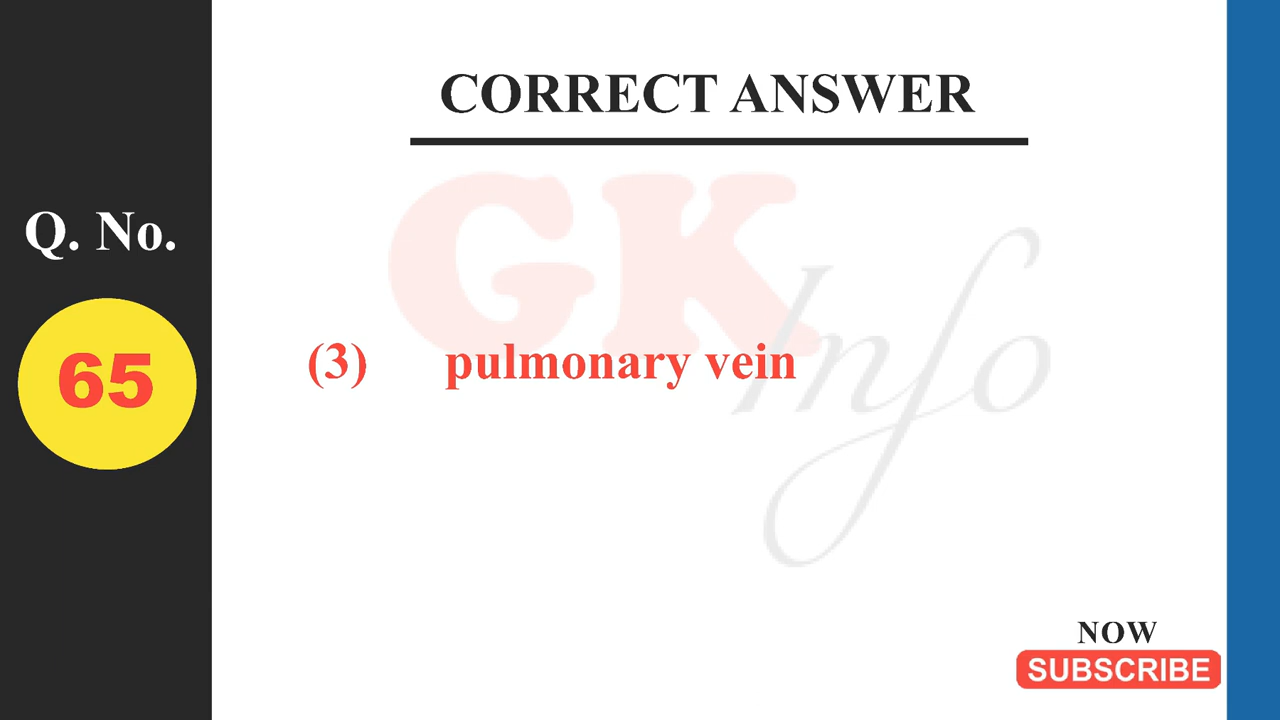 CORRECT ANSWER
GK
Info
Q. No.
65
(3) pulmonary vein
NOW
SUBSCRIBE